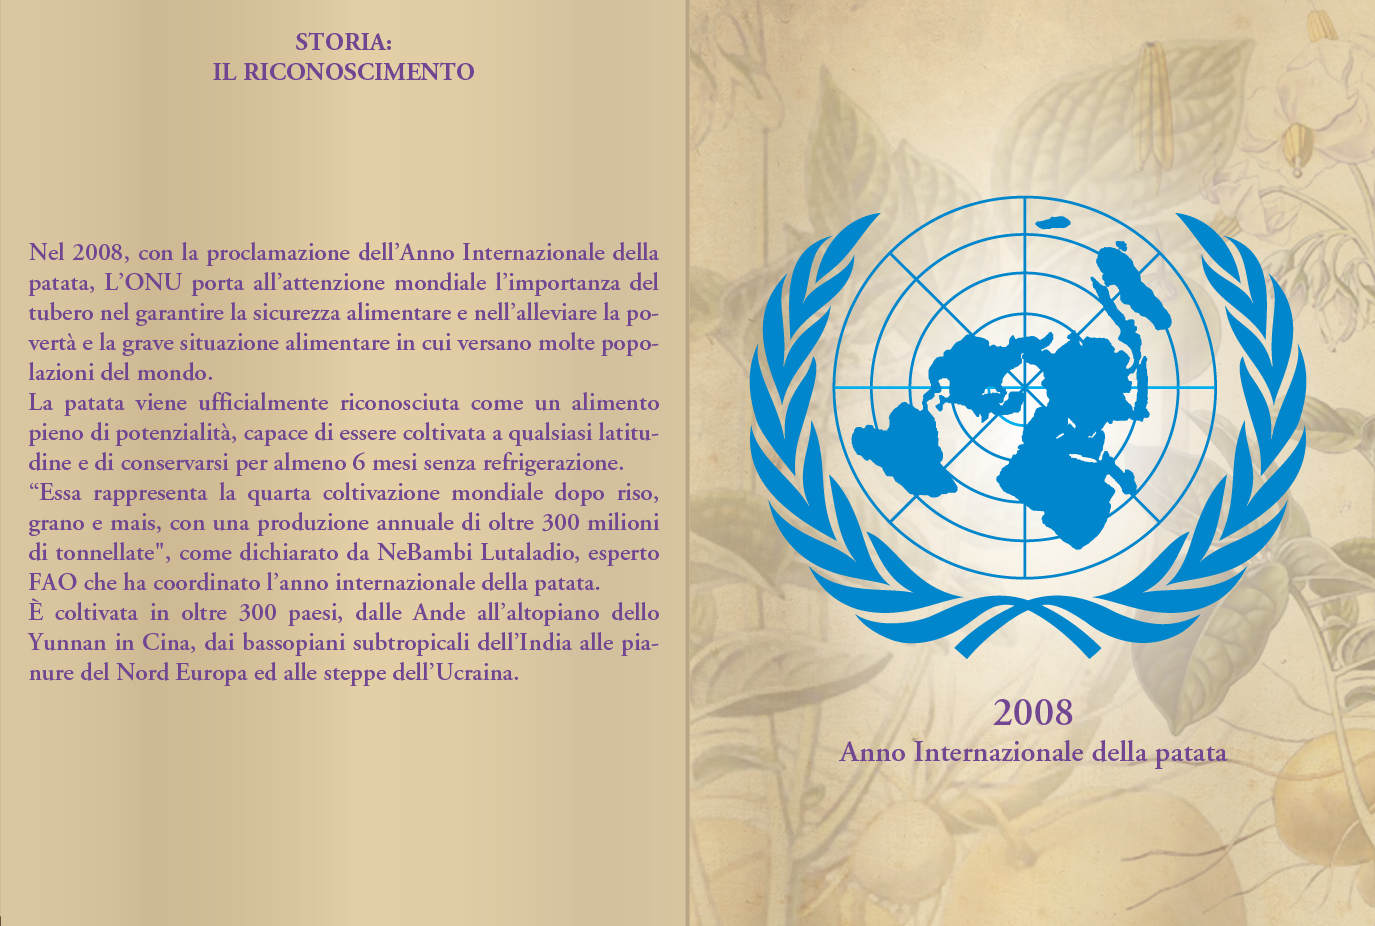 STORIA:
IL RICONOSCIMENTO
Nel 2008, con la proclamazione dell’Anno Internazionale della
patata, L’ONU porta all’attenzione mondiale l’importanza del
tubero nel garantire la sicurezza alimentare e nell’alleviare la po-
vertà e la grave situazione alimentare in cui versano molte popo-
lazioni del mondo.
La patata viene ufficialmente riconosciuta come un alimento
pieno di potenzialità, capace di essere coltivata a qualsiasi latitu-
dine e di conservarsi per almeno 6 mesi senza refrigerazione.
“Essa rappresenta la quarta coltivazione mondiale dopo riso,
grano e mais, con una produzione annuale di oltre 300 milioni
di tonnellate", come dichiarato da NeBambi Lutaladio, esperto
FAO che ha coordinato l’anno internazionale della patata.
È coltivata in oltre 300 paesi, dalle Ande all’altopiano dello
Yunnan in Cina, dai bassopiani subtropicali dell’India alle pia-
nure del Nord Europa ed alle steppe dell’Ucraina.
2008
Anno Internazionale della patata